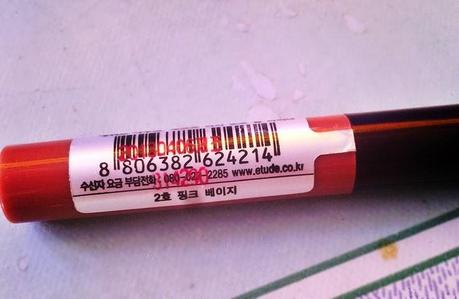 8 806382 624214
수신자 요금 부담전화 080-022-2285 www.etude.co.kr
2호 핑크 베이지